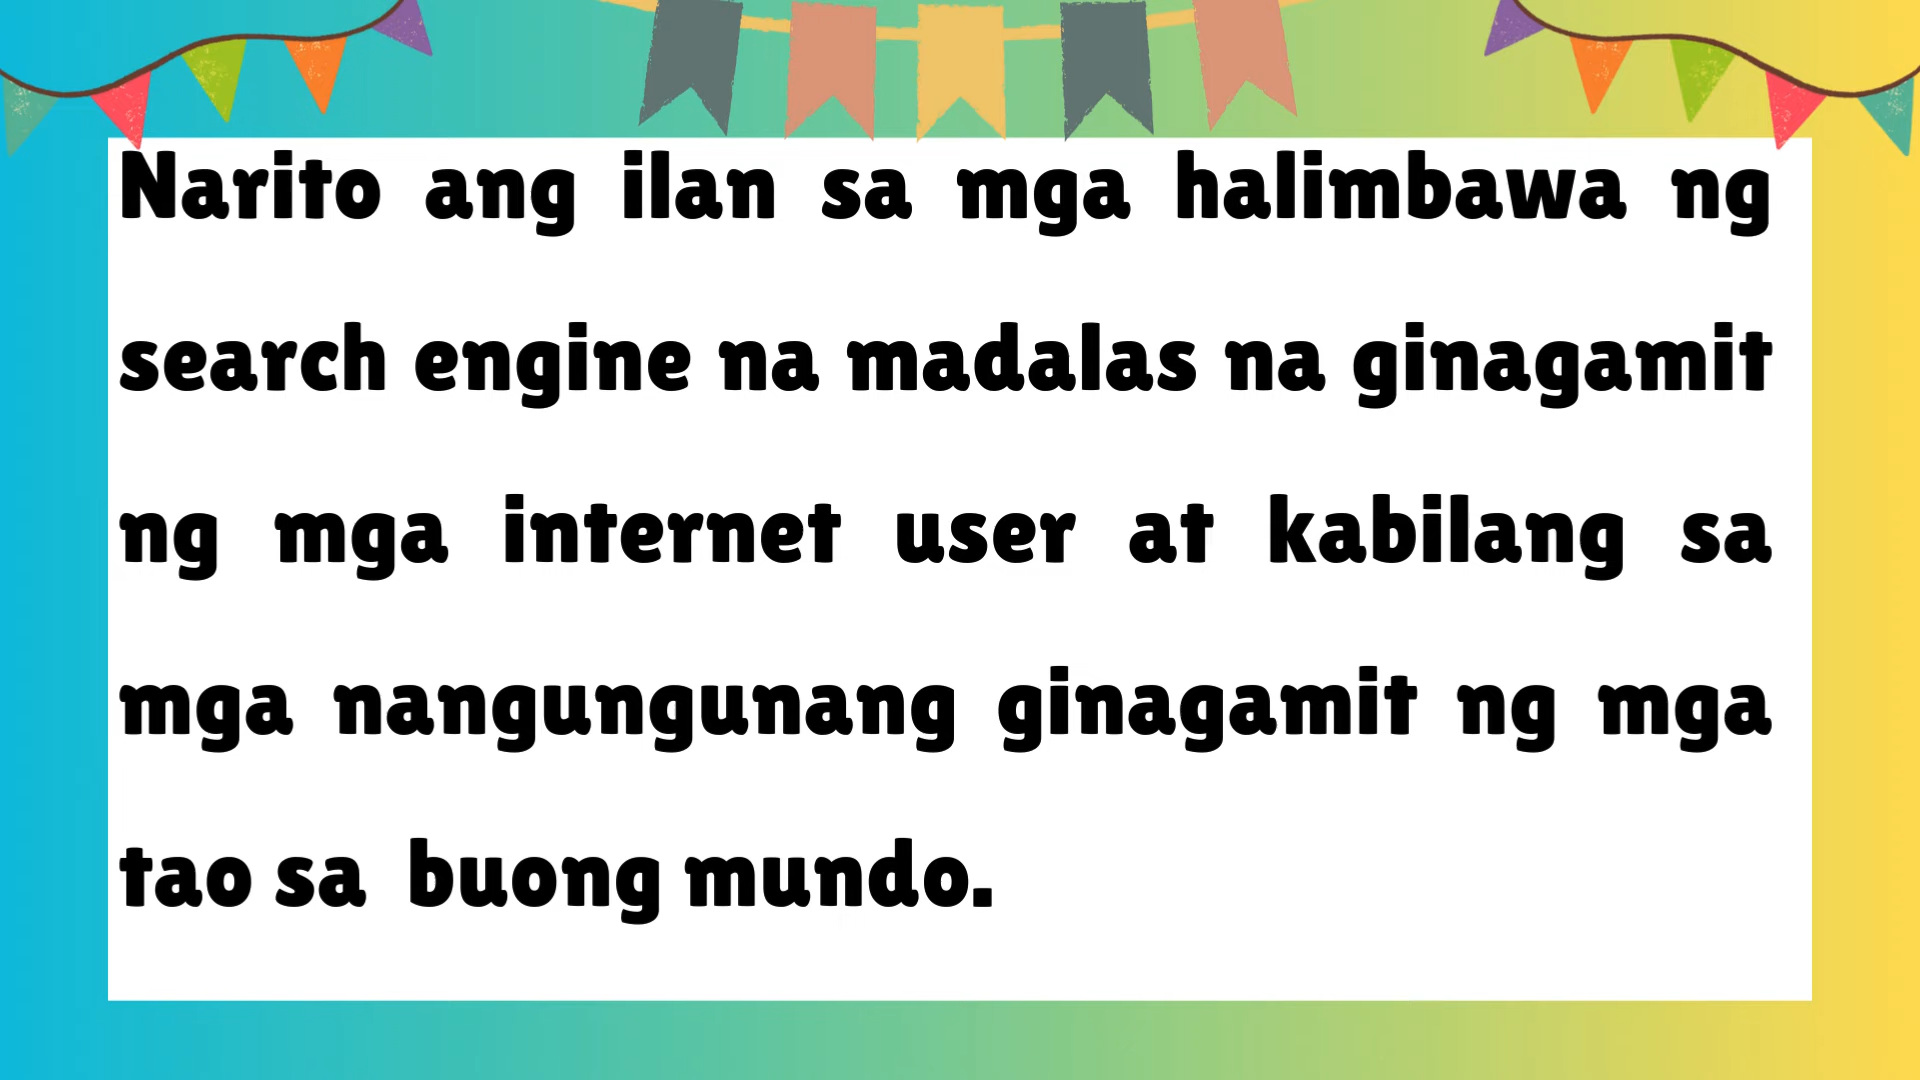 Narito ang ilan sa mga halimbawa ng
search engine na madalas na ginagamit
ng mga internet user at kabilang sa
mga nangungunang ginagamit ng mga
tao sa buong mundo.